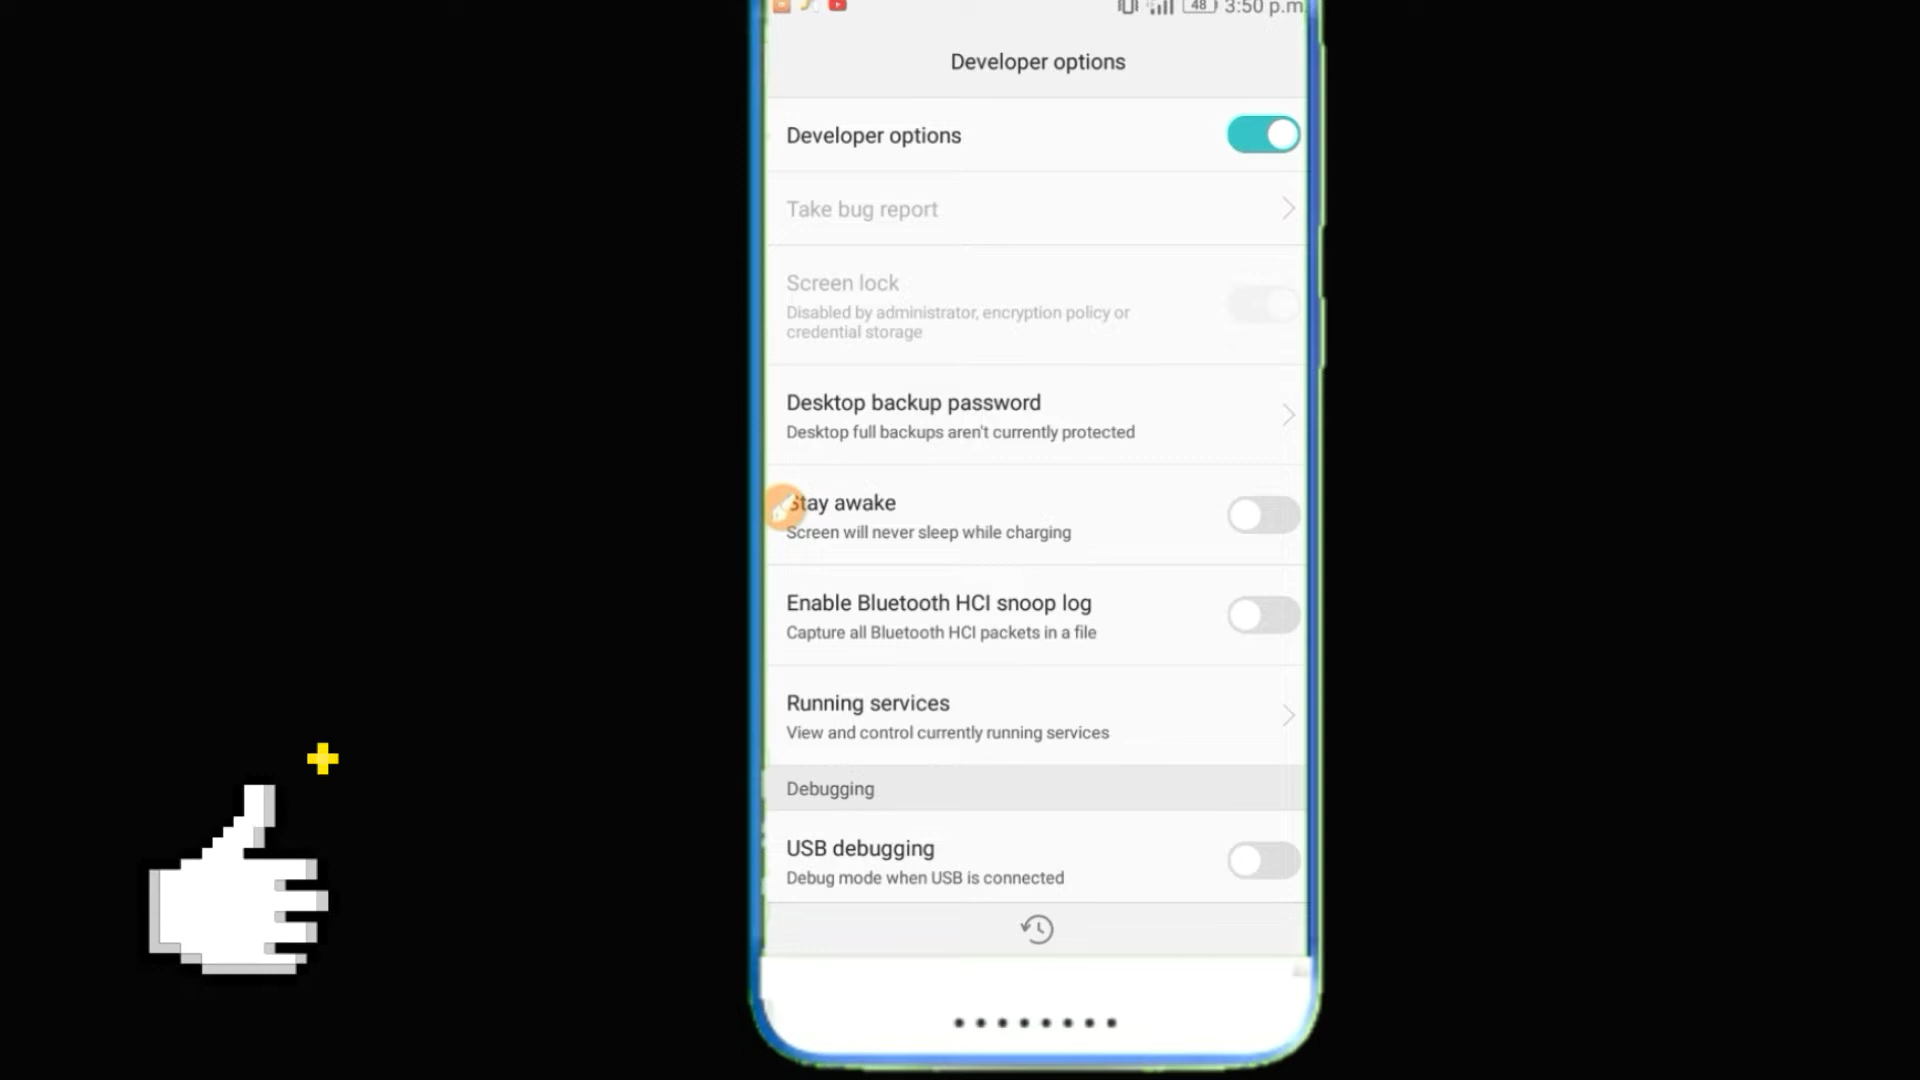 48 3:50 p.m.
Developer options
Developer options
Take bug report
Screen lock
Disabled by administrator, encryption policy or
credential storage
Desktop backup password
Desktop full backups aren't currently protected
Stay awake
Screen will never sleep while charging
Enable Bluetooth HCI snoop log
Capture all Bluetooth HCI packets in a file
Running services
View and control currently running services
Debugging
USB debugging
Debug mode when USB is connected